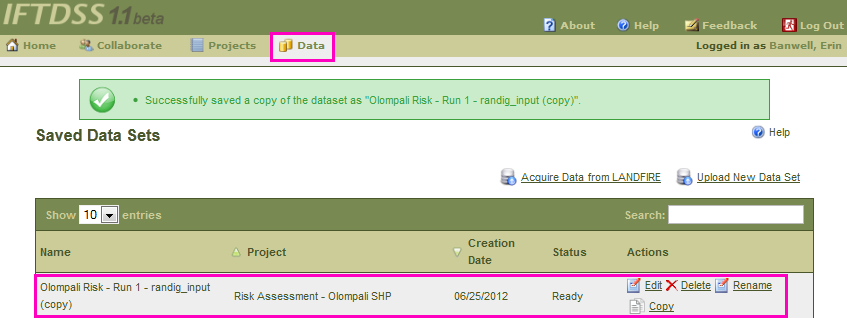 IFTDSS 1.1 beta
About Help Feedback Log Out
Home Collaborate Projects Data Logged in as Banwell, Erin
• Successfully saved a copy of the dataset as "Olompali Risk - Run 1 - randig_input (copy)".
Saved Data Sets Help
Acquire Data from LANDFIRE Upload New Data Set
Show 10 entries Search:
Name Project Creation Date Status Actions
Olompali Risk - Run 1 - randig_input (copy) Risk Assessment - Olompali SHP 06/25/2012 Ready Edit Delete Rename
Copy